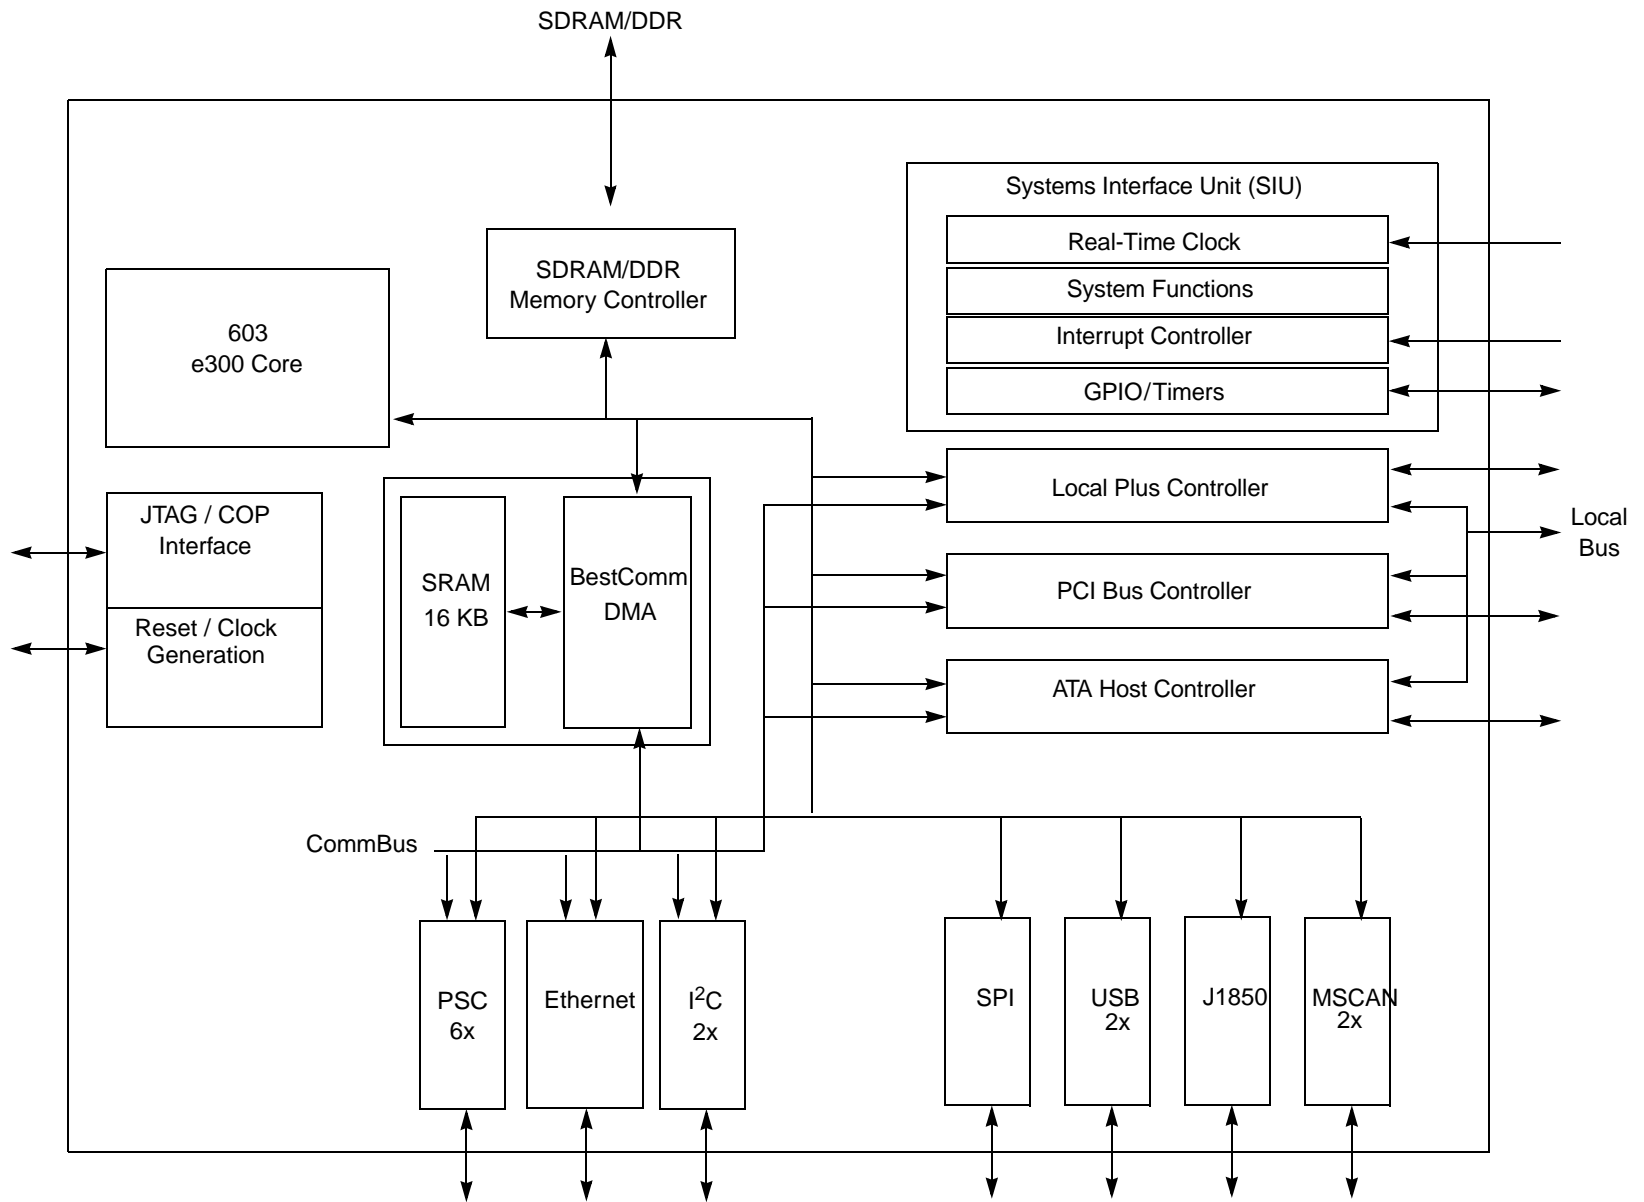 SDRAM/DDR
Systems Interface Unit (SIU)
Real-Time Clock
System Functions
Interrupt Controller
GPIO/Timers
SDRAM/DDR
Memory Controller
603
e300 Core
Local Plus Controller
Local
Bus
PCI Bus Controller
ATA Host Controller
JTAG / COP
Interface
Reset / Clock
Generation
SRAM
16 KB
BestComm
DMA
CommBus
PSC
6x
Ethernet
I²C
2x
SPI
USB
2x
J1850
MSCAN
2x